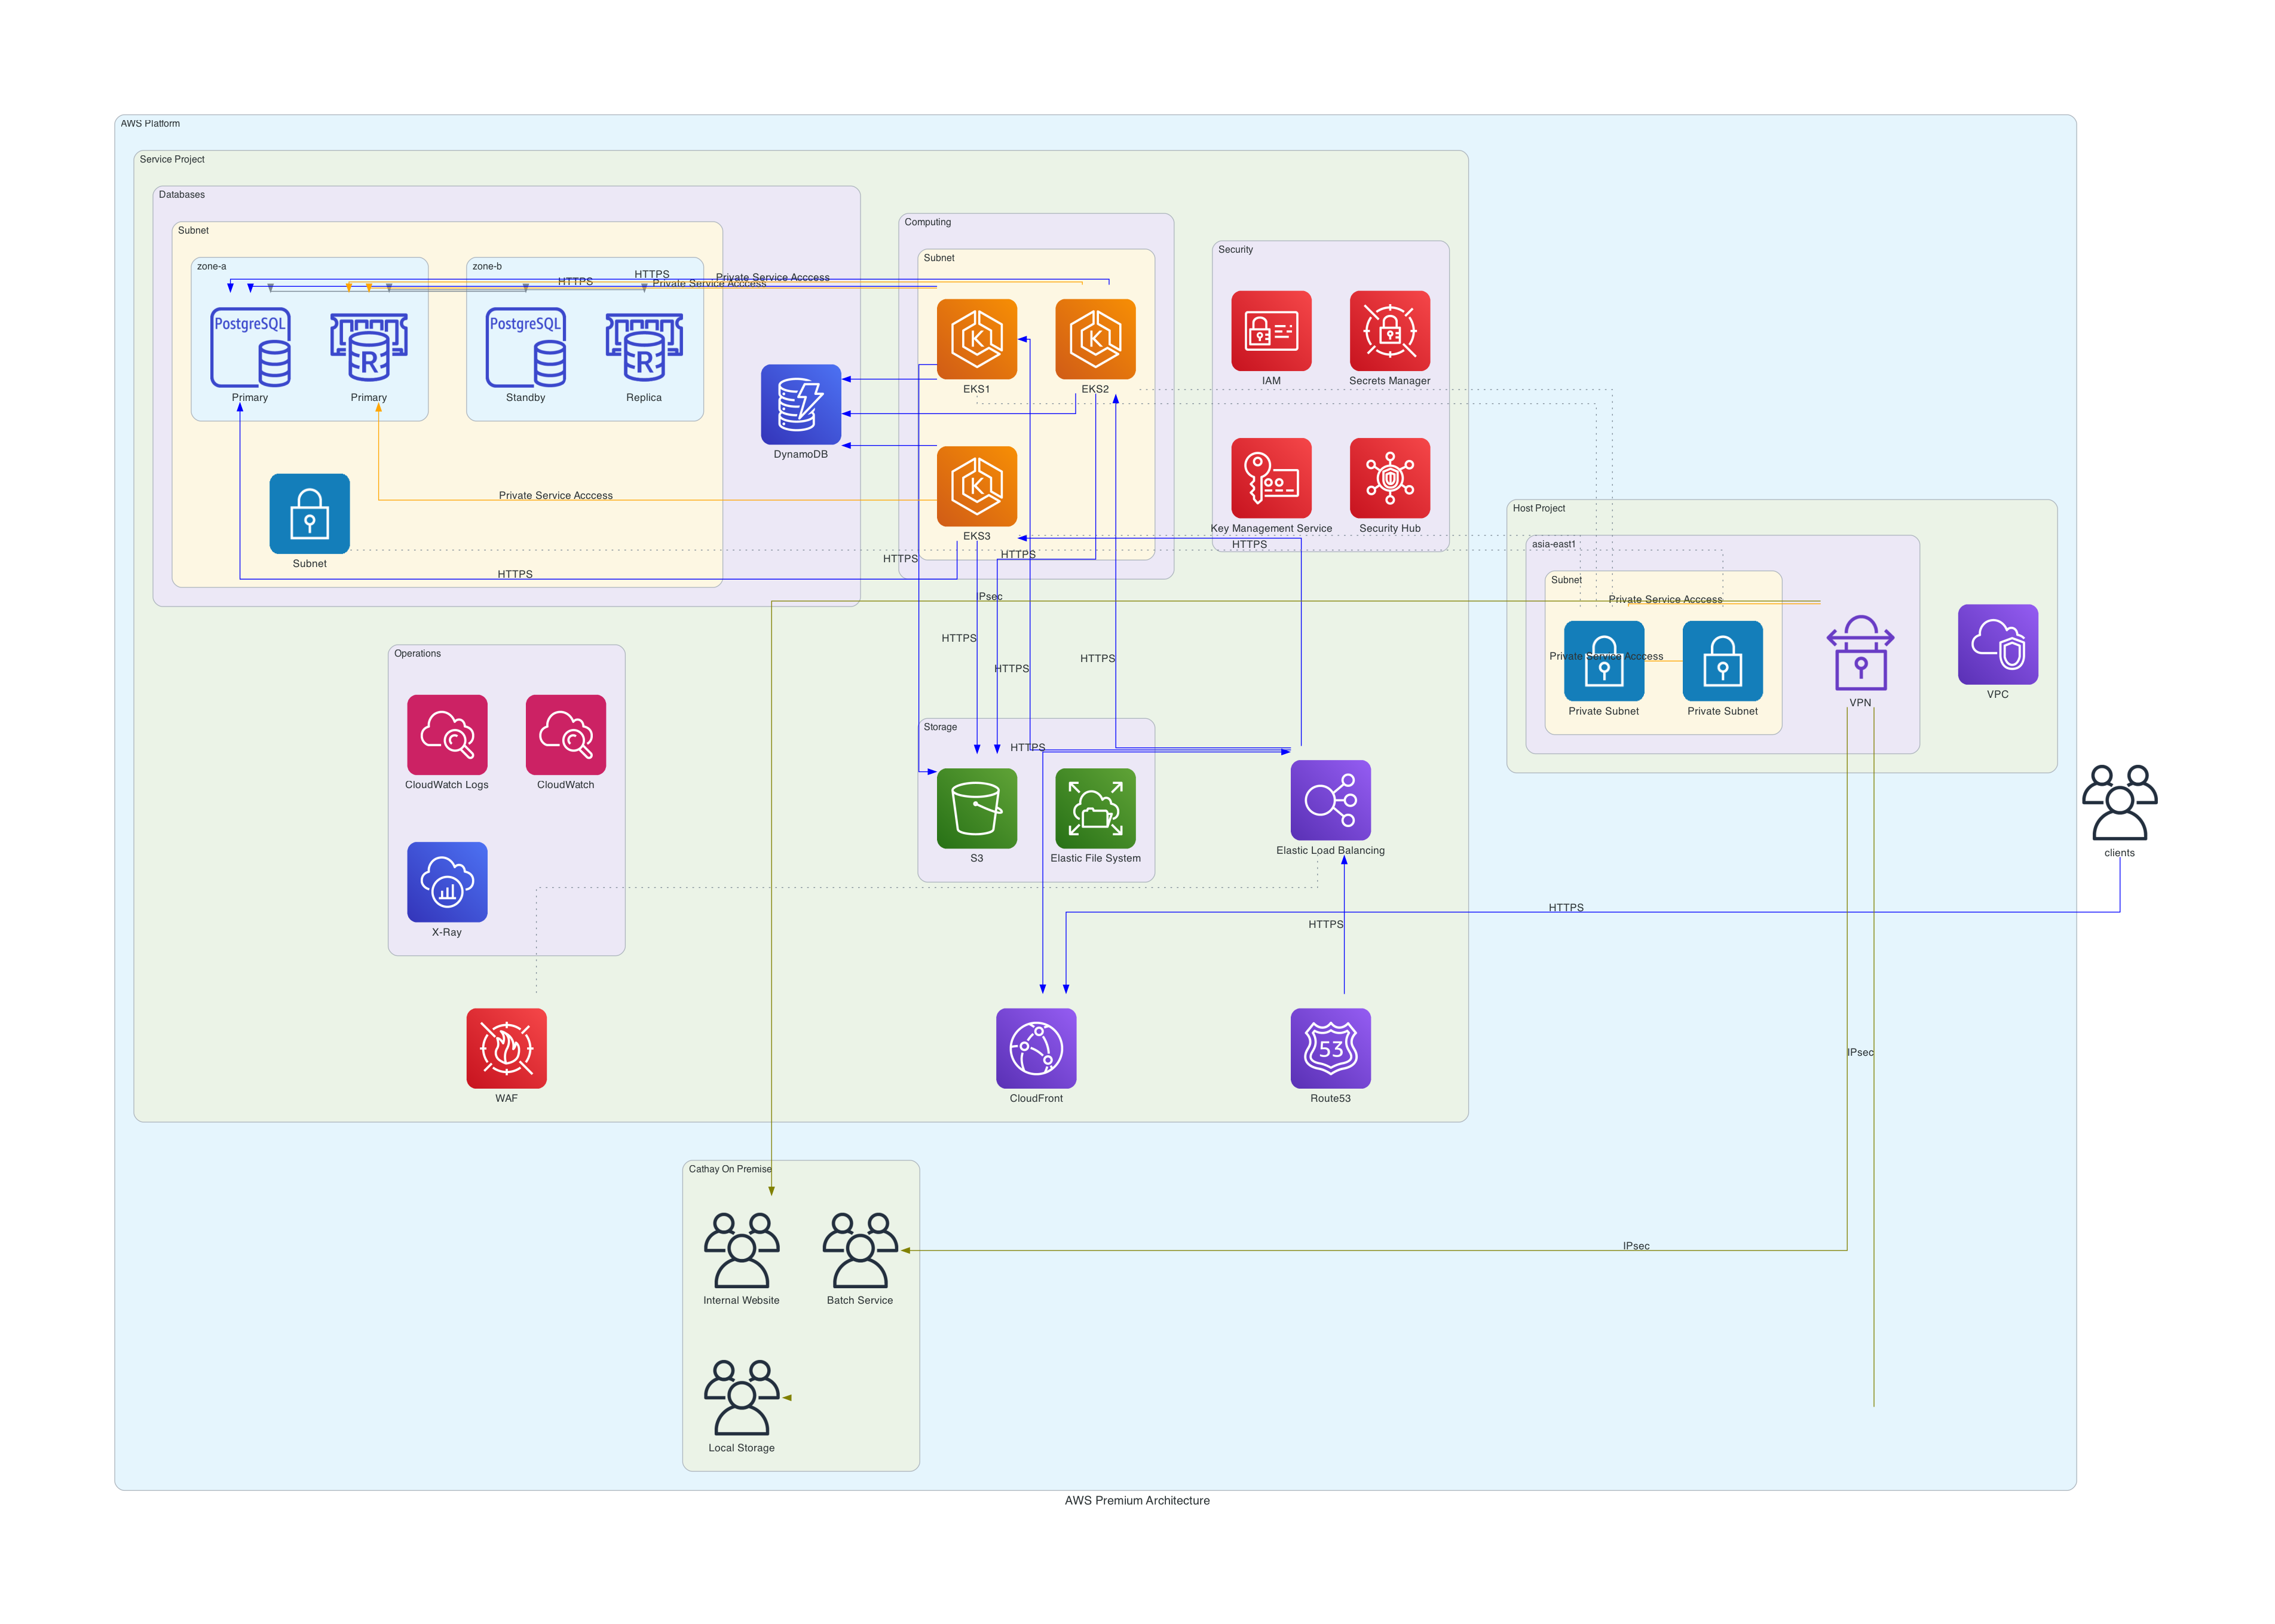 AWS Platform
Service Project
Databases
Subnet
zone-a
zone-b
HTTPS
Private Service Acccess
HTTPS
Private Service Acccess
PostgreSQL
R
PostgreSQL
R
Primary
Primary
Standby
Replica
DynamoDB
Subnet
Private Service Acccess
HTTPS
Computing
Subnet
K
K
EKS1
EKS2
K
EKS3
HTTPS
HTTPS
Security
IAM
Secrets Manager
Key Management Service
Security Hub
HTTPS
Host Project
asia-east1
Subnet
Private Service Acccess
Private Service Acccess
Private Subnet
Private Subnet
VPN
VPC
IPsec
HTTPS
HTTPS
HTTPS
Operations
CloudWatch Logs
CloudWatch
X-Ray
Storage
HTTPS
S3
Elastic File System
Elastic Load Balancing
clients
HTTPS
HTTPS
WAF
CloudFront
53
Route53
IPsec
Cathay On Premise
IPsec
Internal Website
Batch Service
Local Storage
AWS Premium Architecture